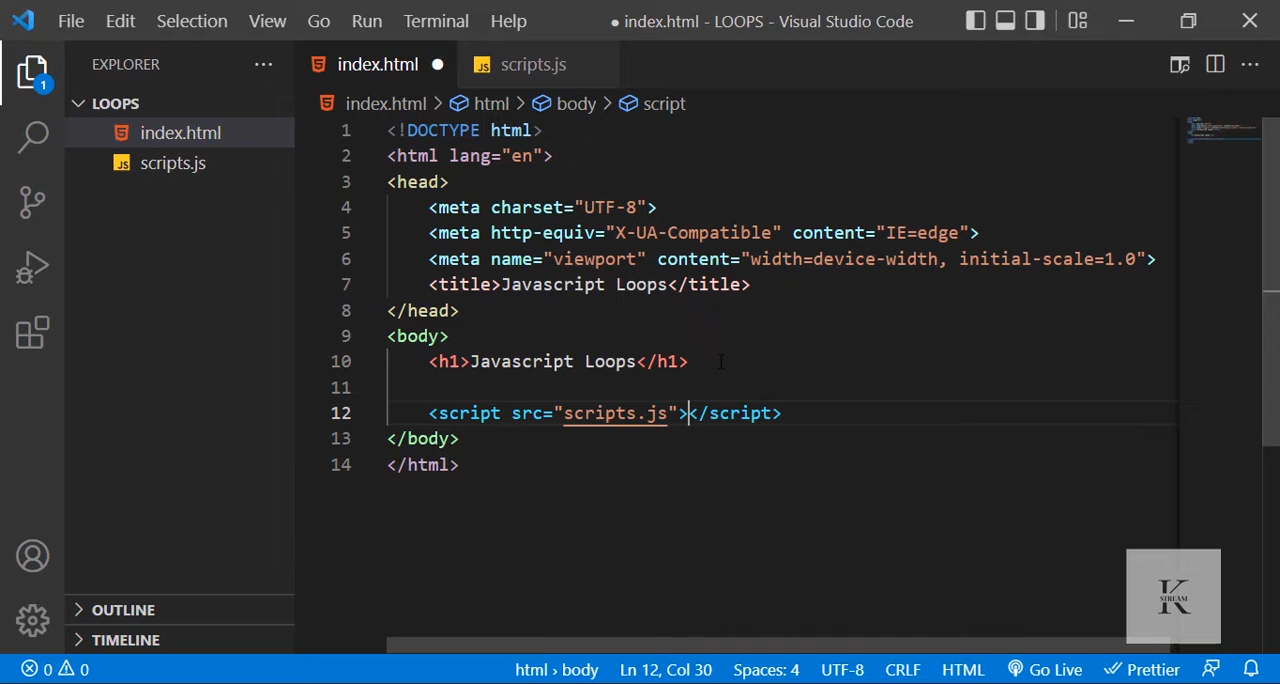 File Edit Selection View Go Run Terminal Help ● index.html - LOOPS - Visual Studio Code
EXPLORER ···
index.html ●
scripts.js
1
LOOPS
index.html
scripts.js
index.html > html > body > script
1 <!DOCTYPE html>
2 <html lang="en">
3 <head>
4 <meta charset="UTF-8">
5 <meta http-equiv="X-UA-Compatible" content="IE=edge">
6 <meta name="viewport" content="width=device-width, initial-scale=1.0">
7 <title>Javascript Loops</title>
8 </head>
9 <body>
10 <h1>Javascript Loops</h1>
11
12 <script src="scripts.js"></script>
13 </body>
14 </html>
K
STREAM
OUTLINE
TIMELINE
0 0 html › body Ln 12, Col 30 Spaces: 4 UTF-8 CRLF HTML Go Live Prettier